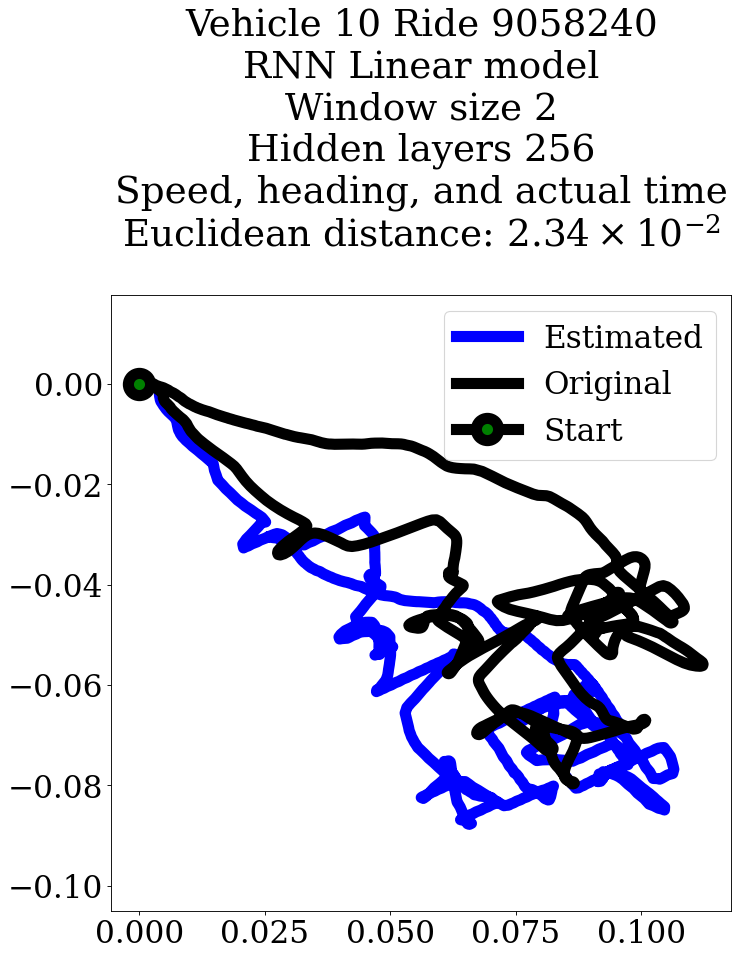 Vehicle 10 Ride 9058240
RNN Linear model
Window size 2
Hidden layers 256
Speed, heading, and actual time
Euclidean distance: 2.34 × 10⁻²
Estimated
Original
Start
0.00
−0.02
−0.04
−0.06
−0.08
−0.10
0.000 0.025 0.050 0.075 0.100